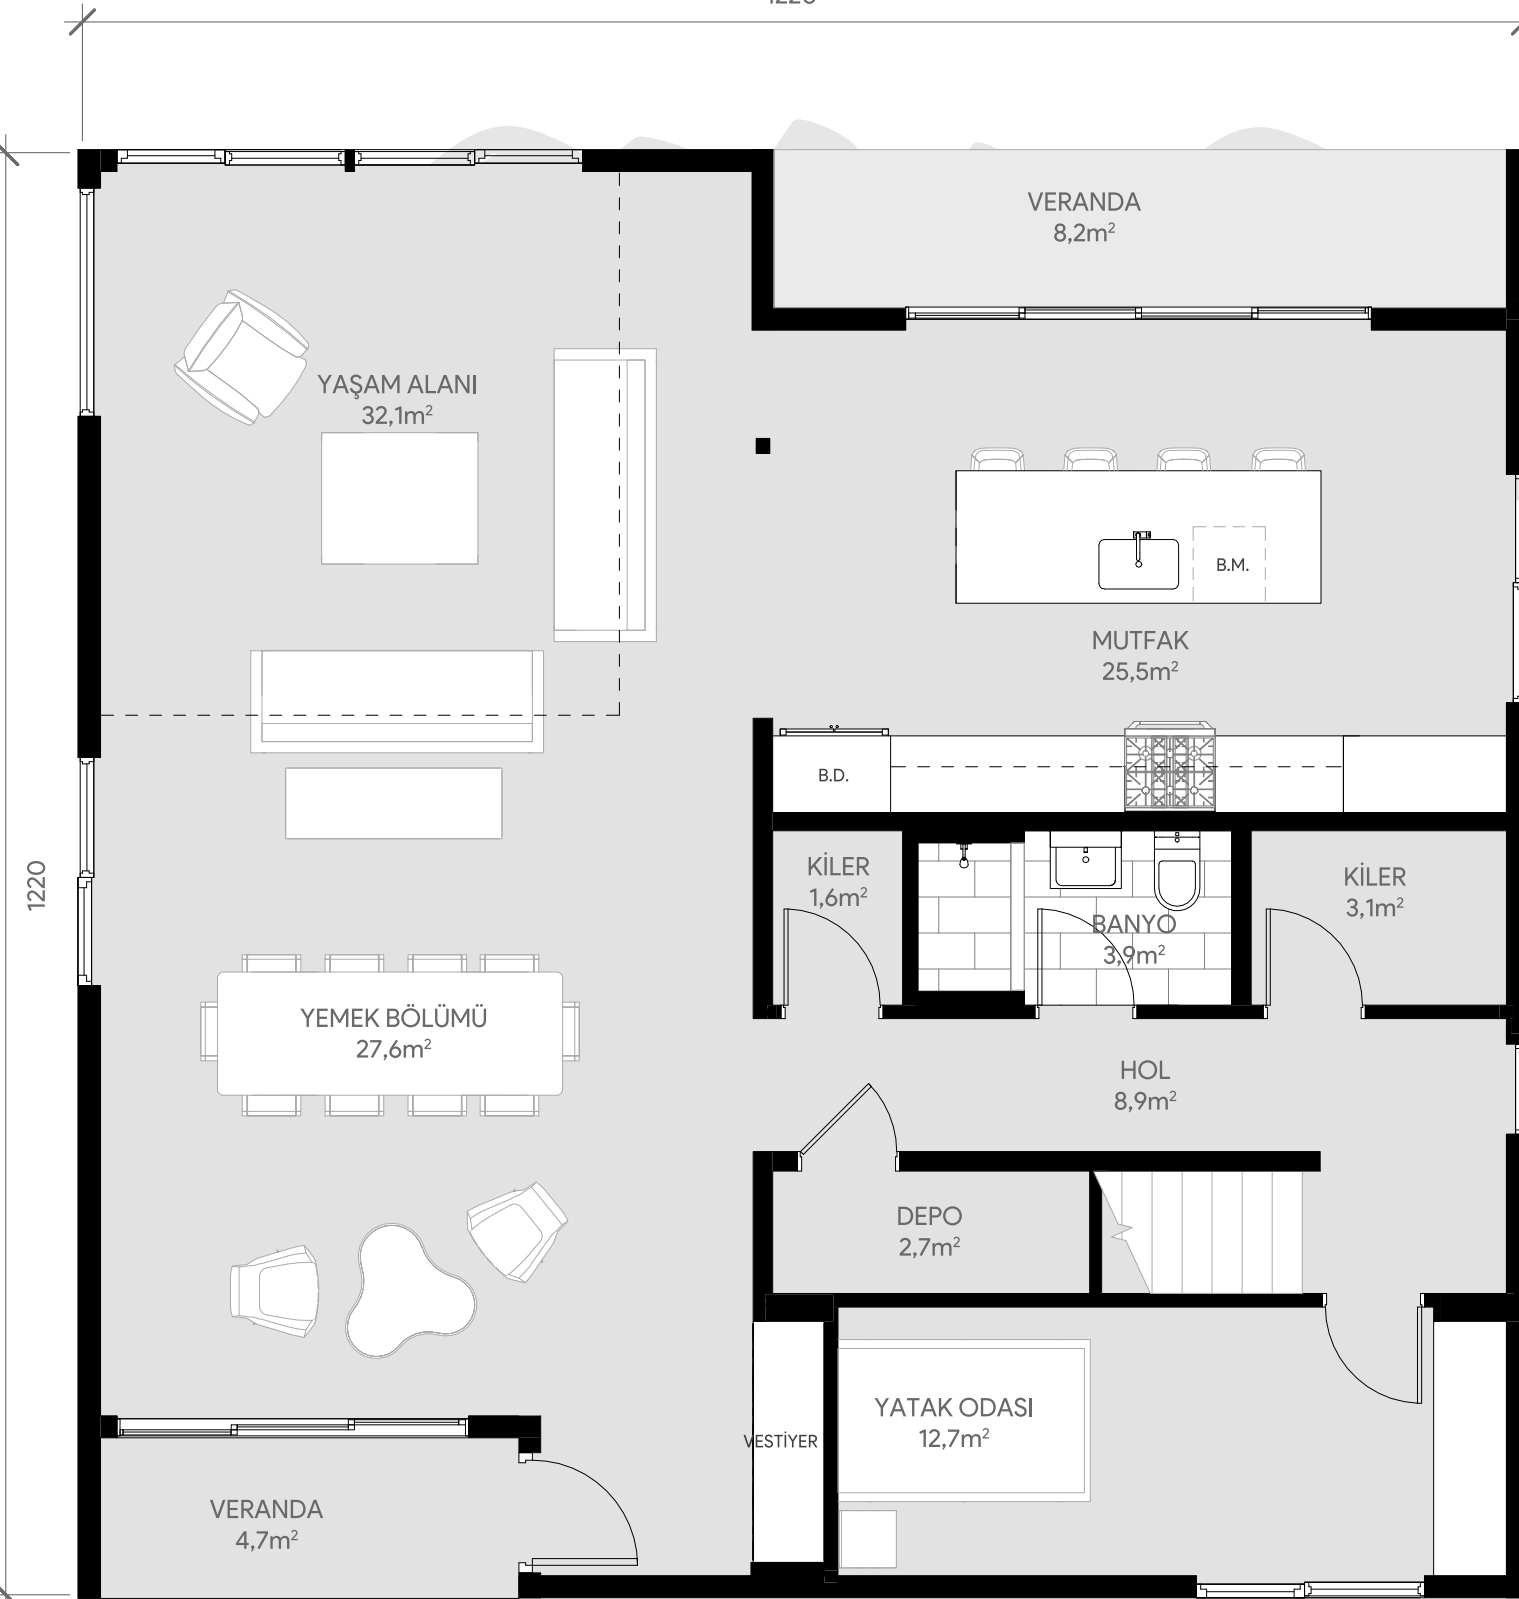 VERANDA
8,2m²
YAŞAM ALANI
32,1m²
B.M.
MUTFAK
25,5m²
B.D.
KİLER
1,6m²
BANYO
3,9m²
KİLER
3,1m²
1220
YEMEK BÖLÜMÜ
27,6m²
HOL
8,9m²
DEPO
2,7m²
YATAK ODASI
12,7m²
VESTİYER
VERANDA
4,7m²